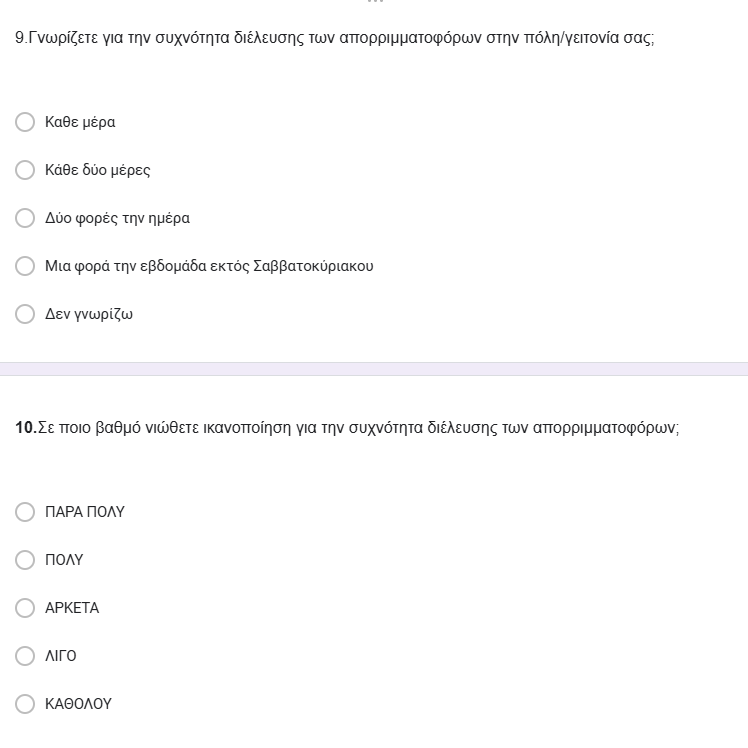 9.Γνωρίζετε για την συχνότητα διέλευσης των απορριμματοφόρων στην πόλη/γειτονία σας;
Καθε μέρα
Κάθε δύο μέρες
Δύο φορές την ημέρα
Μια φορά την εβδομάδα εκτός Σαββατοκύριακου
Δεν γνωρίζω
10.Σε ποιο βαθμό νιώθετε ικανοποίηση για την συχνότητα διέλευσης των απορριμματοφόρων;
ΠΑΡΑ ΠΟΛΥ
ΠΟΛΥ
ΑΡΚΕΤΑ
ΛΙΓΟ
ΚΑΘΟΛΟΥ